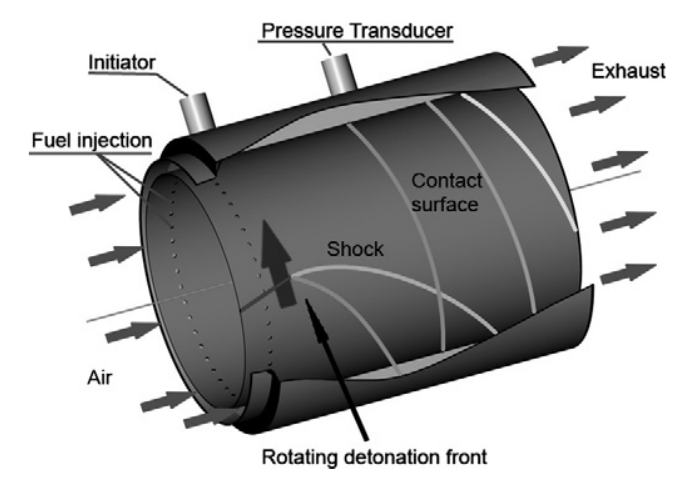 Pressure Transducer
Initiator
Exhaust
Fuel injection
Contact
surface
Shock
Air
Rotating detonation front